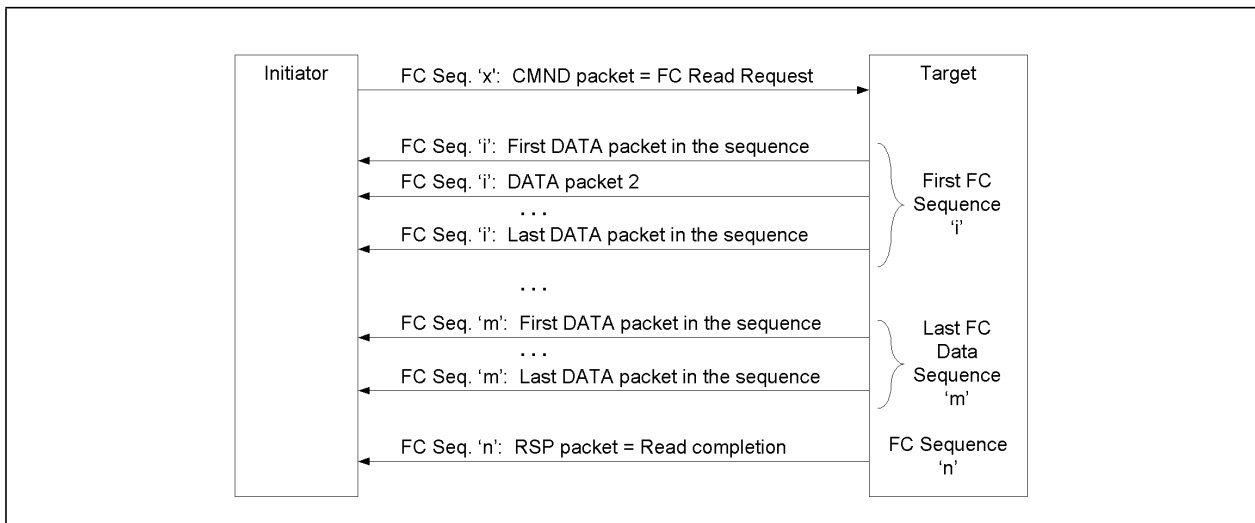 Initiator
FC Seq. ‘x': CMND packet = FC Read Request
Target
FC Seq. ‘i’: First DATA packet in the sequence
FC Seq. ‘i’: DATA packet 2
. . .
FC Seq. ‘i’: Last DATA packet in the sequence
First FC
Sequence
‘i’
. . .
FC Seq. ‘m’: First DATA packet in the sequence
. . .
FC Seq. ‘m’: Last DATA packet in the sequence
Last FC
Data
Sequence
‘m’
FC Seq. ‘n’: RSP packet = Read completion
FC Sequence
‘n’